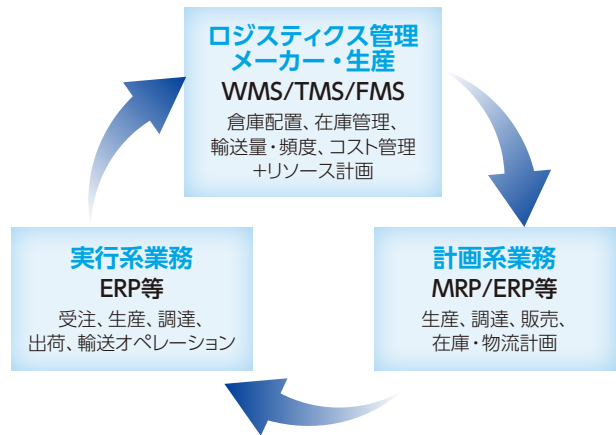 ロジスティクス管理
メーカー・生産
WMS/TMS/FMS
倉庫配置、在庫管理、
輸送量・頻度、コスト管理
＋リソース計画
実行系業務
ERP等
受注、生産、調達、
出荷、輸送オペレーション
計画系業務
MRP/ERP等
生産、調達、販売、
在庫・物流計画